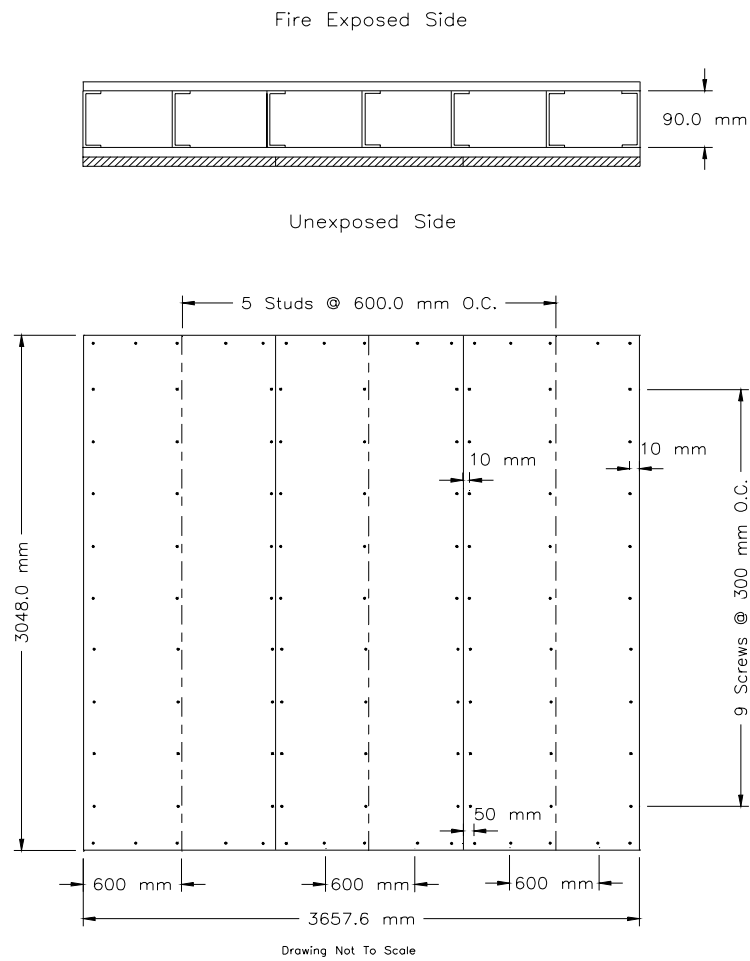 Fire Exposed Side
90.0 mm
Unexposed Side
5 Studs @ 600.0 mm O.C.
10 mm
10 mm
3048.0 mm
9 Screws @ 300 mm O.C.
50 mm
600 mm
600 mm
600 mm
3657.6 mm
Drawing Not To Scale